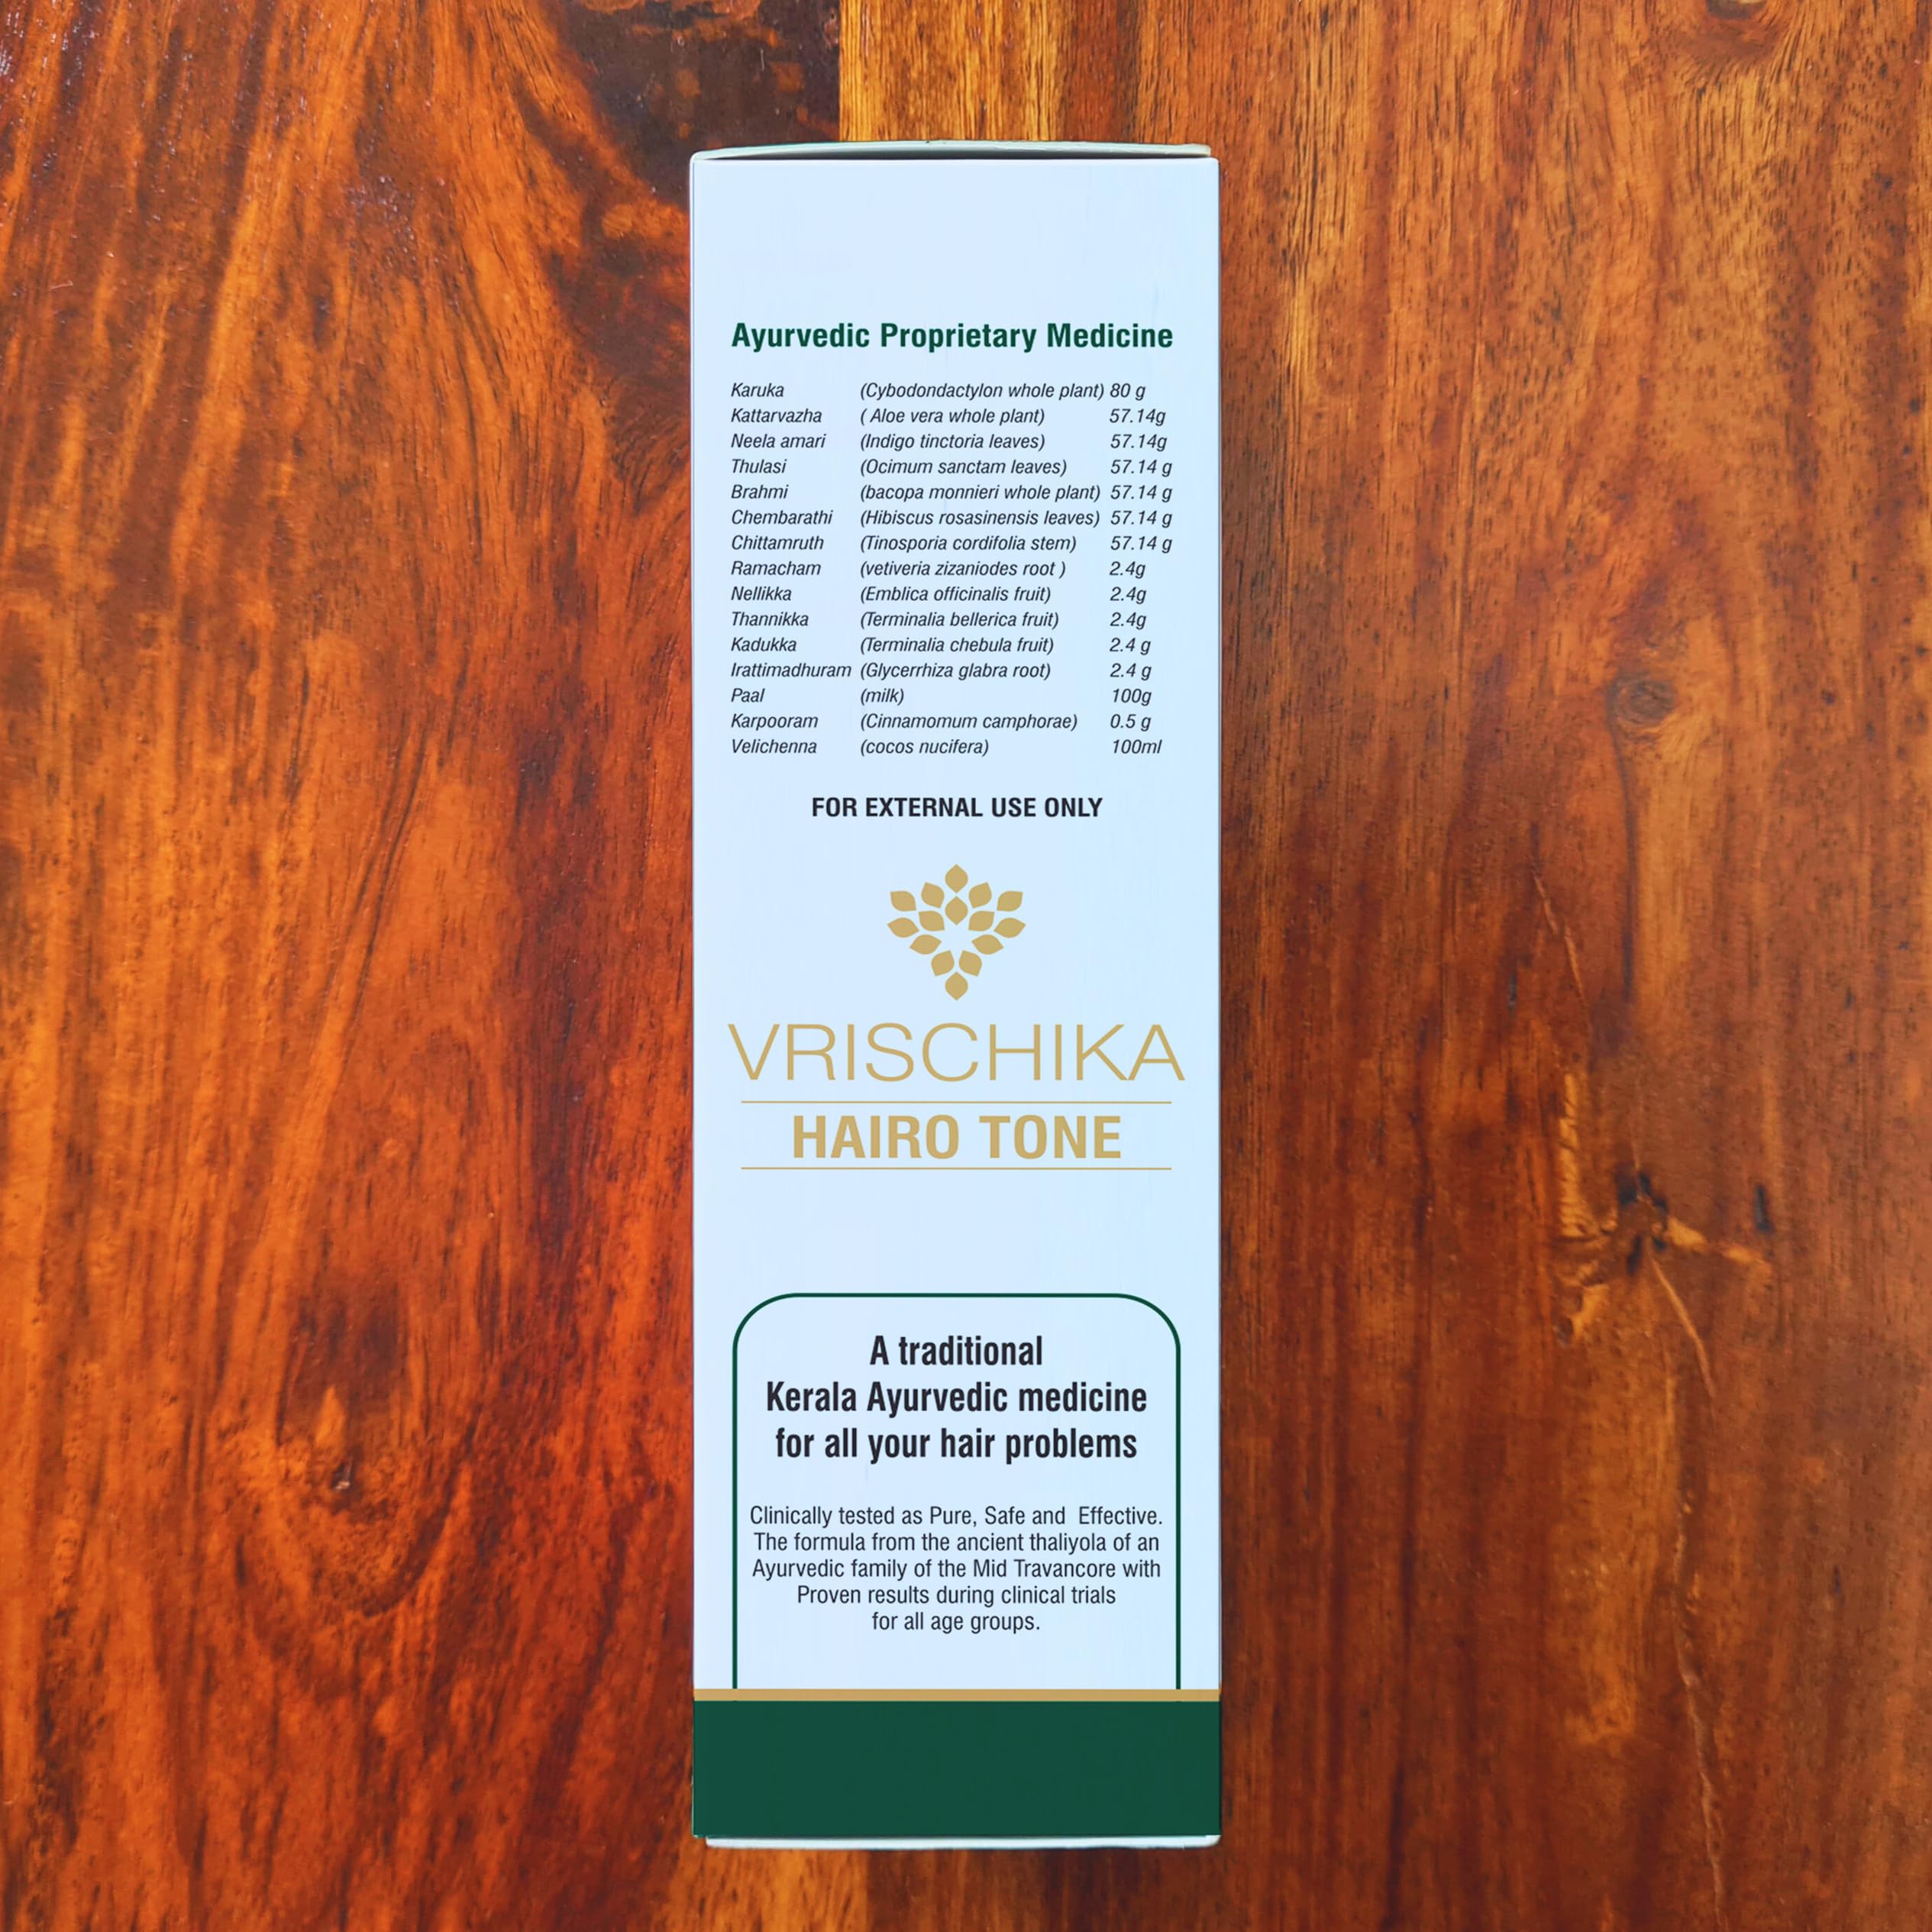 Ayurvedic Proprietary Medicine
Karuka (Cybodondactylon whole plant) 80 g
Kattarvazha ( Aloe vera whole plant) 57.14g
Neela amari (Indigo tinctoria leaves) 57.14g
Thulasi (Ocimum sanctam leaves) 57.14 g
Brahmi (bacopa monnieri whole plant) 57.14 g
Chembarathi (Hibiscus rosasinensis leaves) 57.14 g
Chittamruth (Tinosporia cordifolia stem) 57.14 g
Ramacham (vetiveria zizaniodes root ) 2.4g
Nellikka (Emblica officinalis fruit) 2.4g
Thannikka (Terminalia bellerica fruit) 2.4g
Kadukka (Terminalia chebula fruit) 2.4 g
Irattimadhuram (Glycerrhiza glabra root) 2.4 g
Paal (milk) 100g
Karpooram (Cinnamomum camphorae) 0.5 g
Velichenna (cocos nucifera) 100ml
FOR EXTERNAL USE ONLY
VRISCHIKA
HAIRO TONE
A traditional
Kerala Ayurvedic medicine
for all your hair problems
Clinically tested as Pure, Safe and Effective.
The formula from the ancient thaliyola of an
Ayurvedic family of the Mid Travancore with
Proven results during clinical trials
for all age groups.